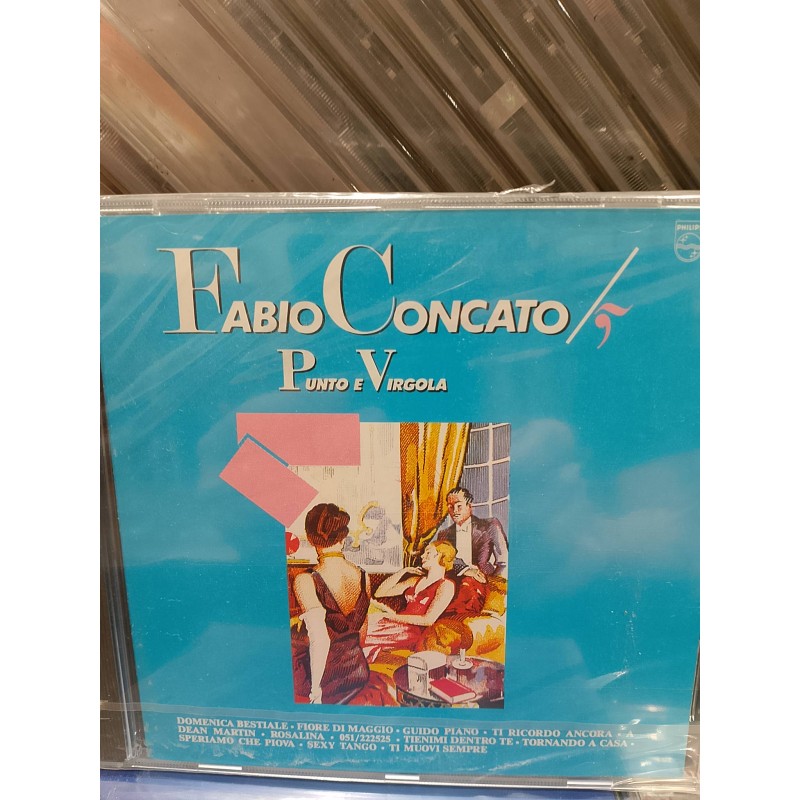 PHILIPS
FABIO CONCATO
PUNTO E VIRGOLA
DOMENICA BESTIALE · FIORE DI MAGGIO · GUIDO PIANO · TI RICORDO ANCORA · A
DEAN MARTIN · ROSALINA · 051/222525 · TIENIMI DENTRO TE · TORNANDO A CASA ·
SPERIAMO CHE PIOVA · SEXY TANGO · TI MUOVI SEMPRE